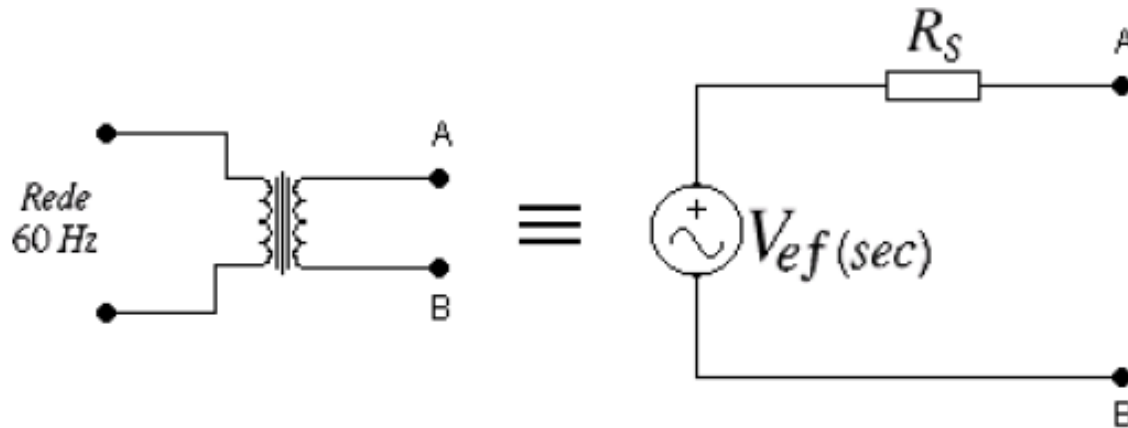 Rede
60 Hz
A
B
R_S
V_ef(sec)
A
B